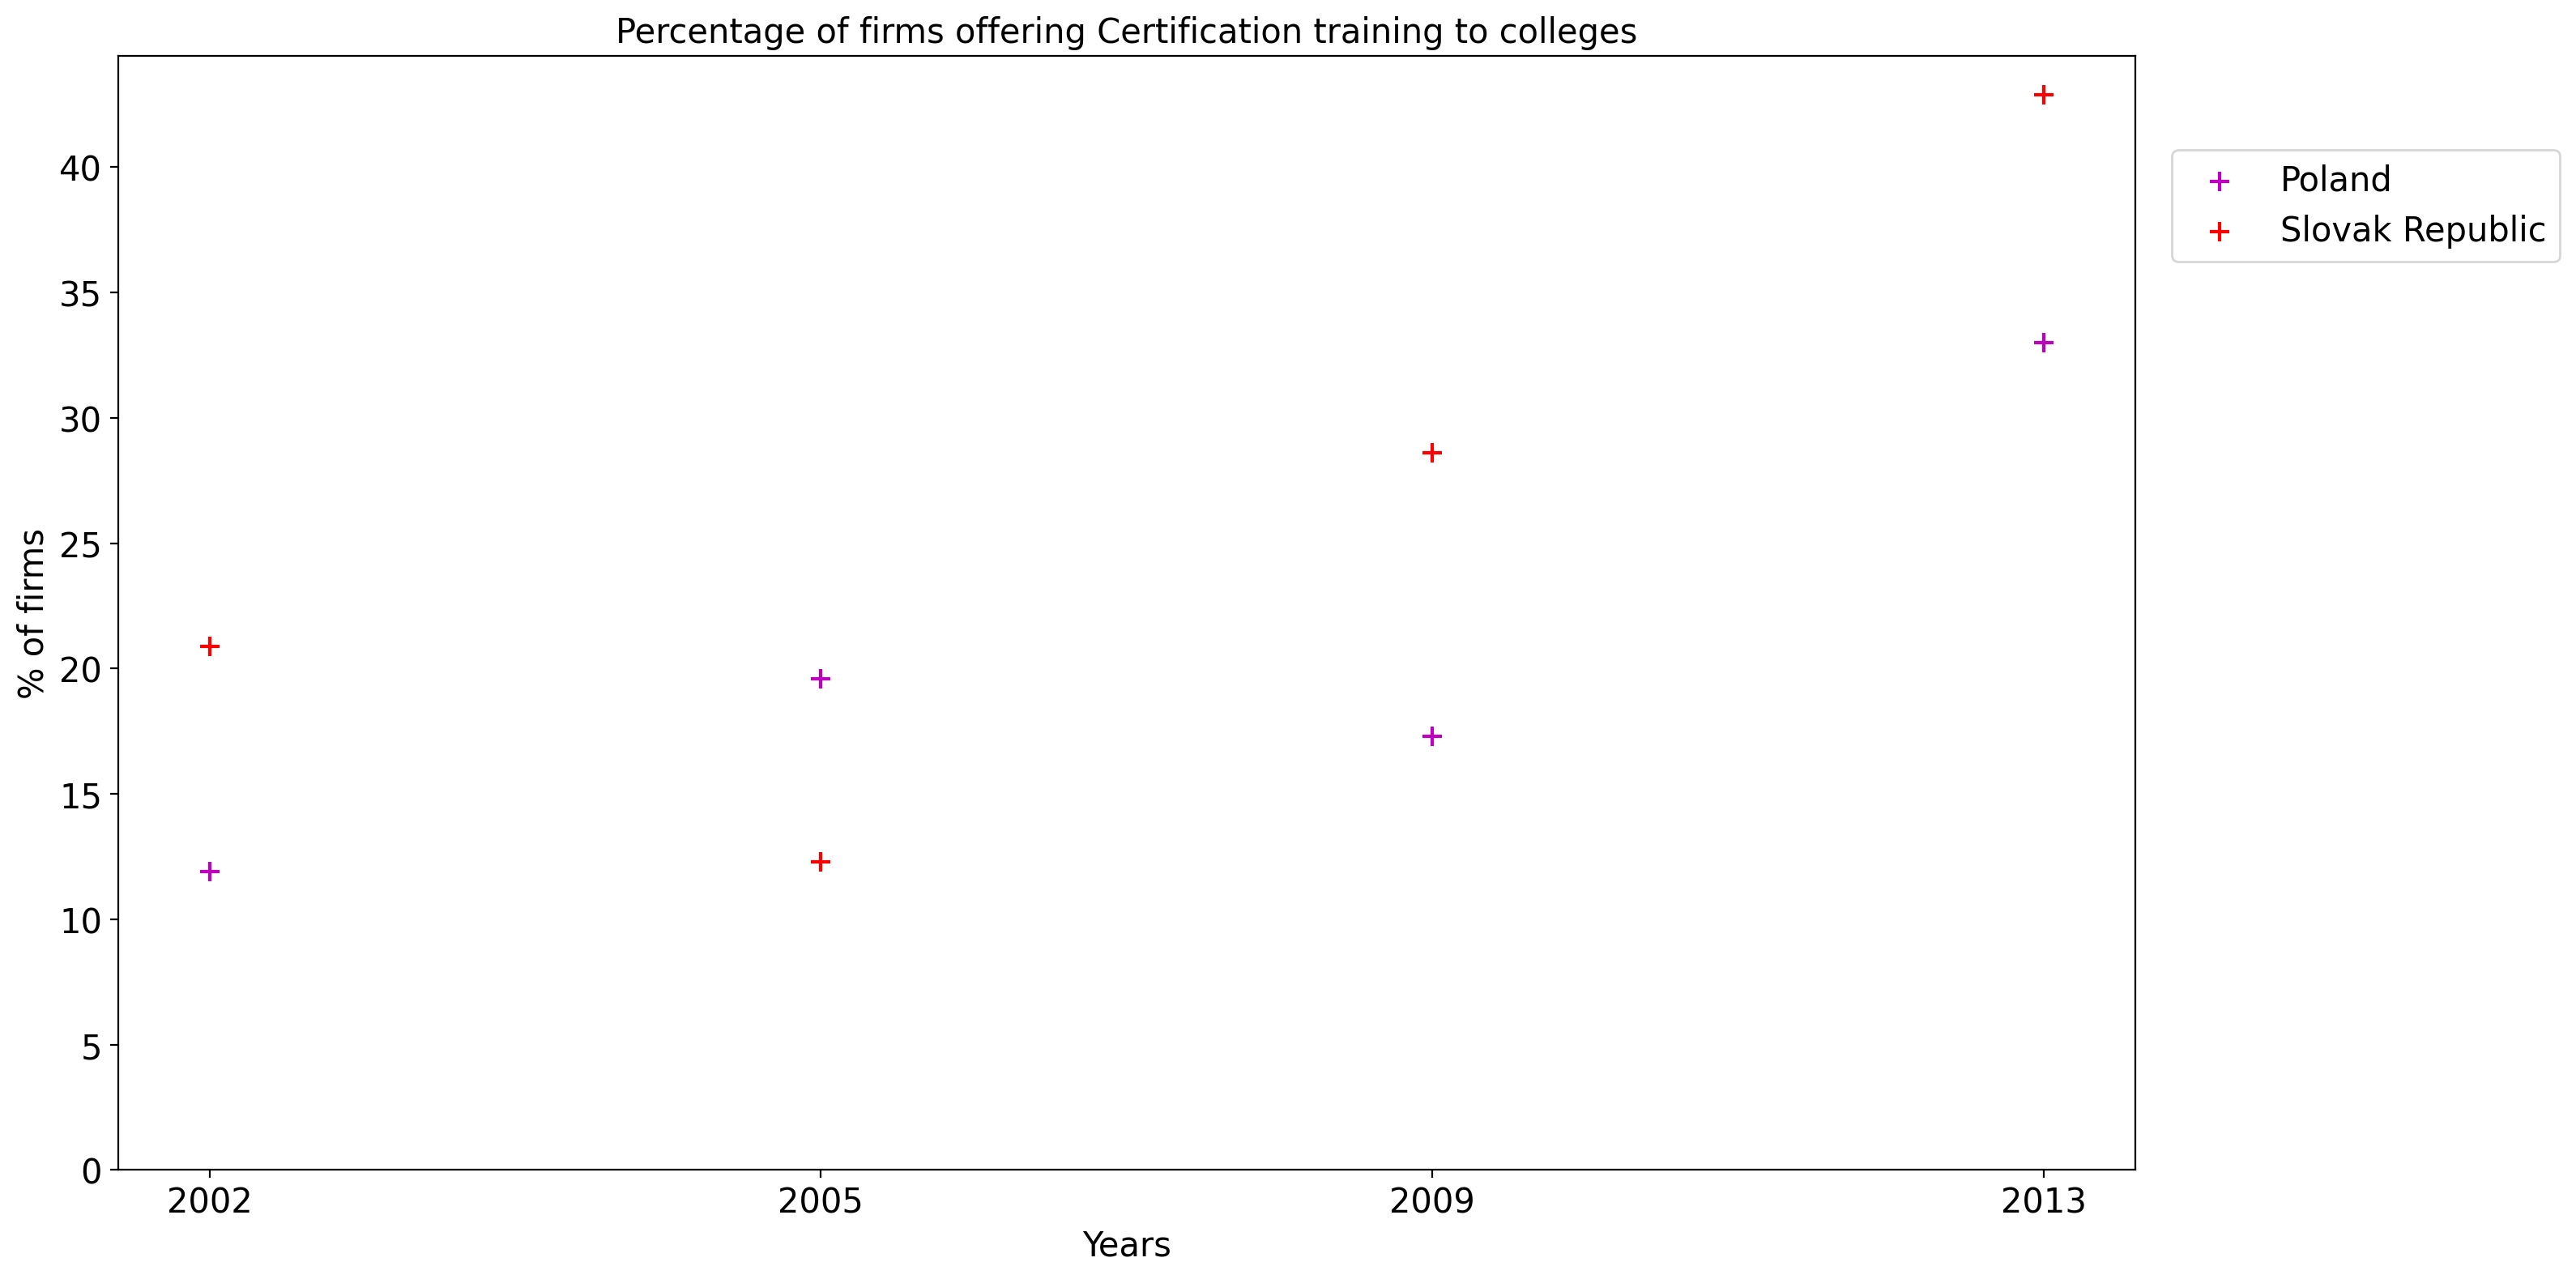 Percentage of firms offering Certification training to colleges
40
35
30
25
20
15
10
5
0
% of firms
2002 2005 2009 2013
Years
Poland
Slovak Republic